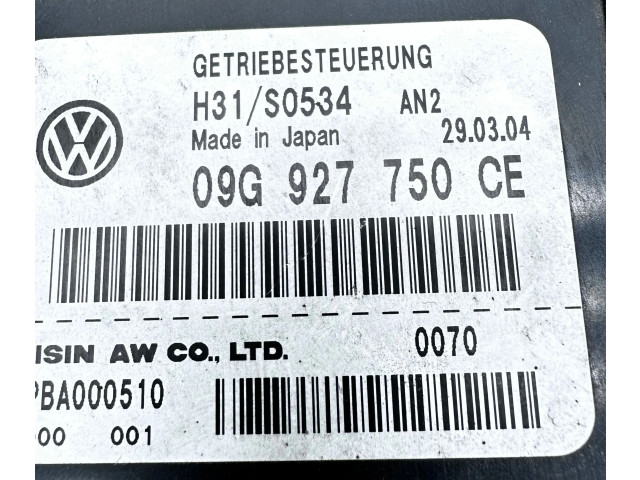 GETRIEBESTEUERUNG
H31/S0534 AN2
Made in Japan 29.03.04
VW
09G 927 750 CE
ISIN AW CO., LTD. 0070
PBA000510
00 001